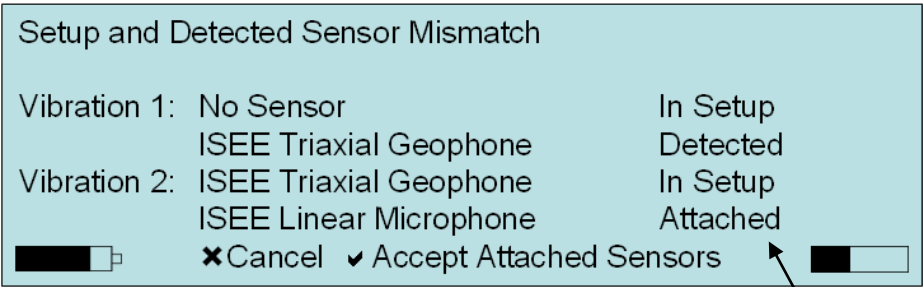 Setup and Detected Sensor Mismatch
Vibration 1: No Sensor In Setup
ISEE Triaxial Geophone Detected
Vibration 2: ISEE Triaxial Geophone In Setup
ISEE Linear Microphone Attached
✖Cancel ✔Accept Attached Sensors